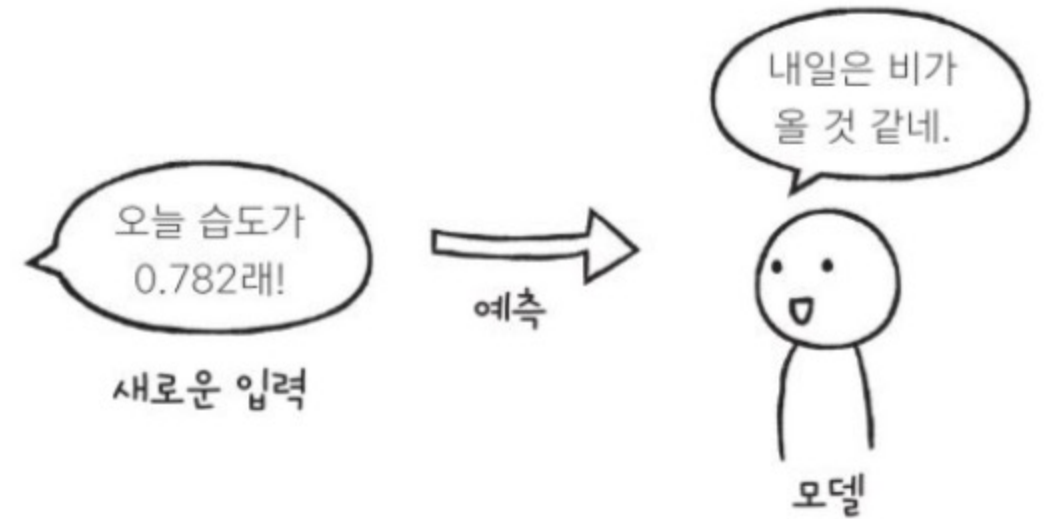 오늘 습도가
0.782래!
새로운 입력
예측
내일은 비가
올 것 같네.
모델